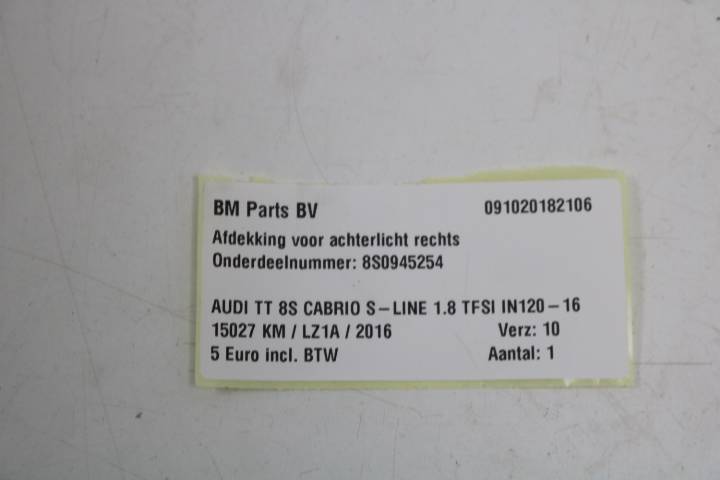 BM Parts BV 091020182106
Afdekking voor achterlicht rechts
Onderdeelnummer: 8S0945254
AUDI TT 8S CABRIO S-LINE 1.8 TFSI IN120-16
15027 KM / LZ1A / 2016 Verz: 10
5 Euro incl. BTW Aantal: 1